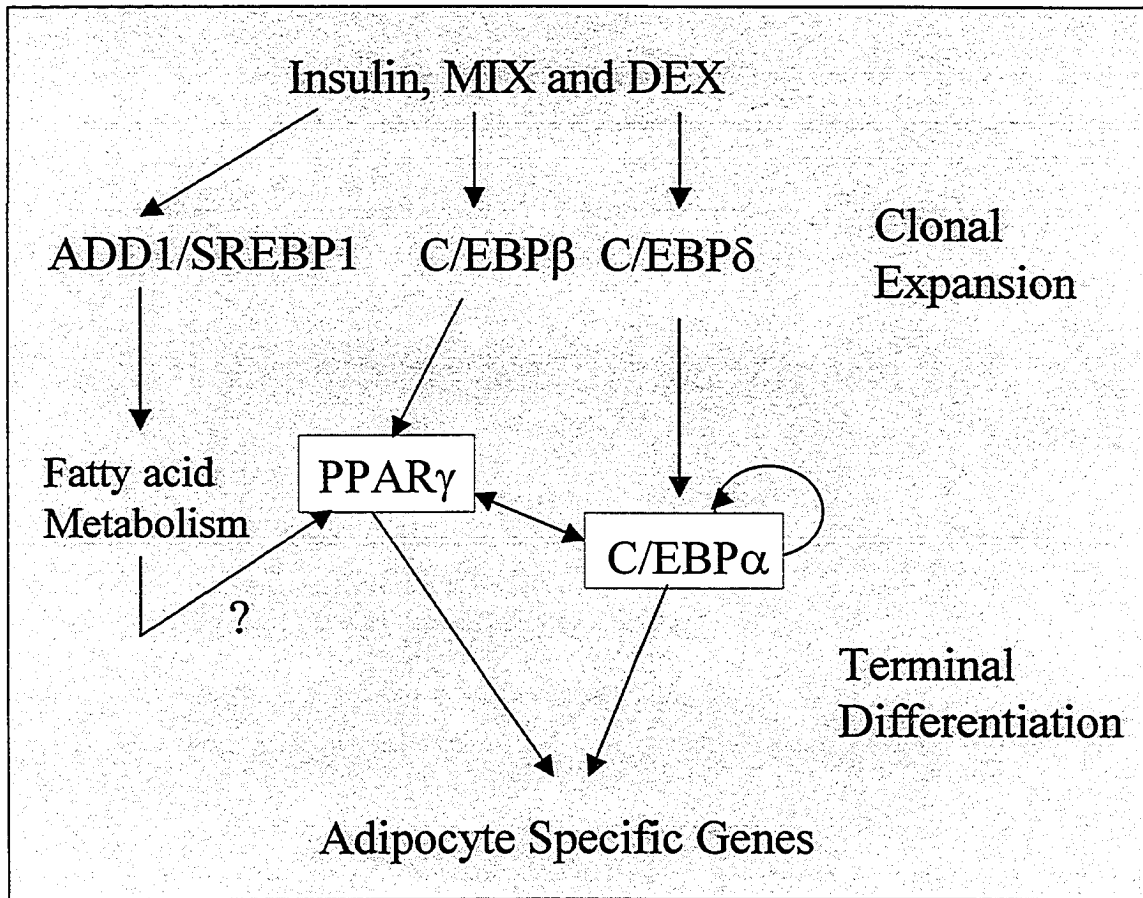 Insulin, MIX and DEX
ADD1/SREBP1
C/EBPβ
C/EBPδ
Clonal
Expansion
Fatty acid
Metabolism
PPARγ
C/EBPα
?
Terminal
Differentiation
Adipocyte Specific Genes